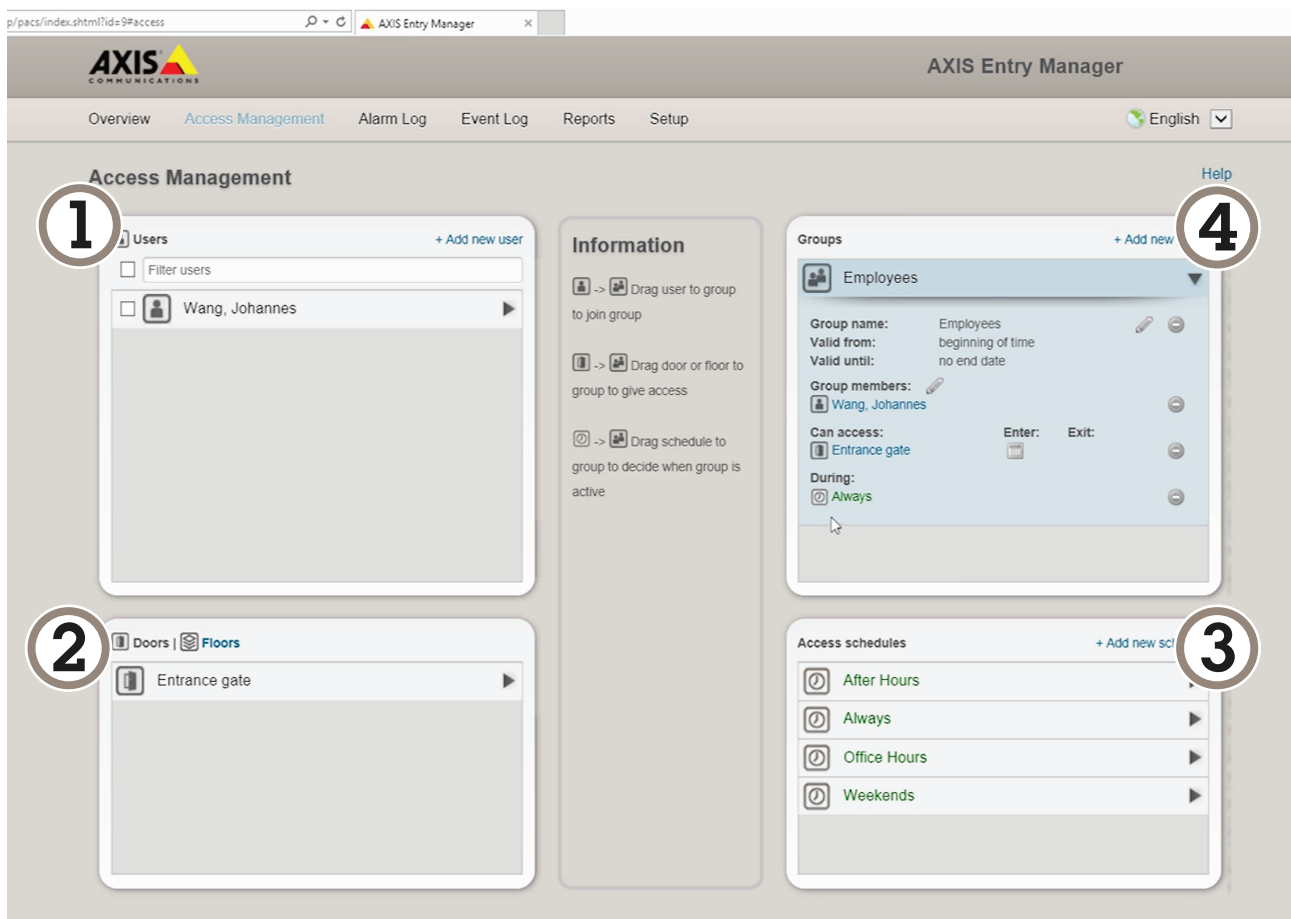 p/pacs/index.shtml?id=9#access
AXIS Entry Manager
AXIS
COMMUNICATIONS
AXIS Entry Manager
Overview
Access Management
Alarm Log
Event Log
Reports
Setup
English
Access Management
Help
1
Users
+ Add new user
Filter users
Wang, Johannes
Information
-> Drag user to group
to join group
-> Drag door or floor to
group to give access
-> Drag schedule to
group to decide when group is
active
4
Groups
+ Add new
Employees
Group name: Employees
Valid from: beginning of time
Valid until: no end date
Group members:
Wang, Johannes
Can access: Enter: Exit:
Entrance gate
During:
Always
2
Doors | Floors
Entrance gate
3
Access schedules
+ Add new sc
After Hours
Always
Office Hours
Weekends